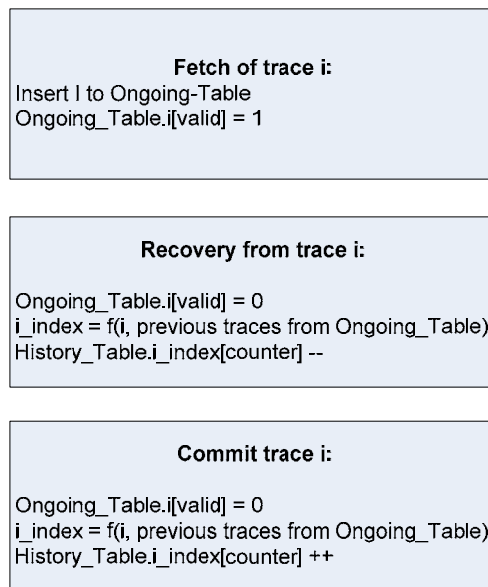 Fetch of trace i:
Insert I to Ongoing-Table
Ongoing_Table.i[valid] = 1
Recovery from trace i:
Ongoing_Table.i[valid] = 0
i_index = f(i, previous traces from Ongoing_Table)
History_Table.i_index[counter] --
Commit trace i:
Ongoing_Table.i[valid] = 0
i_index = f(i, previous traces from Ongoing_Table)
History_Table.i_index[counter] ++